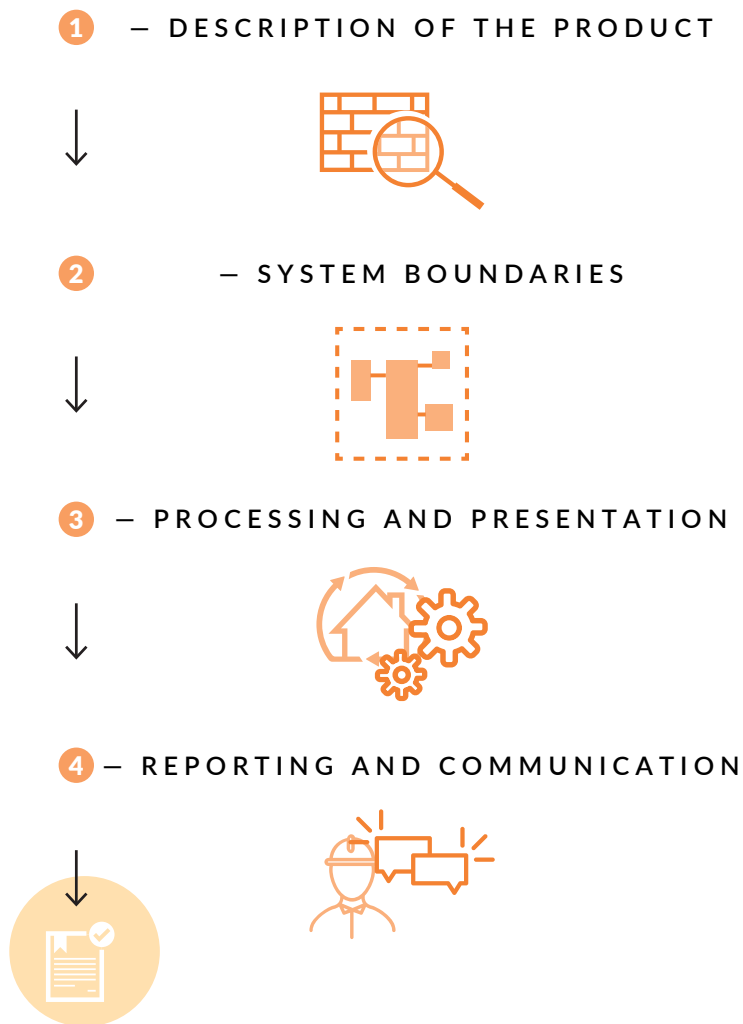 1 – DESCRIPTION OF THE PRODUCT
2 – SYSTEM BOUNDARIES
3 – PROCESSING AND PRESENTATION
4 – REPORTING AND COMMUNICATION